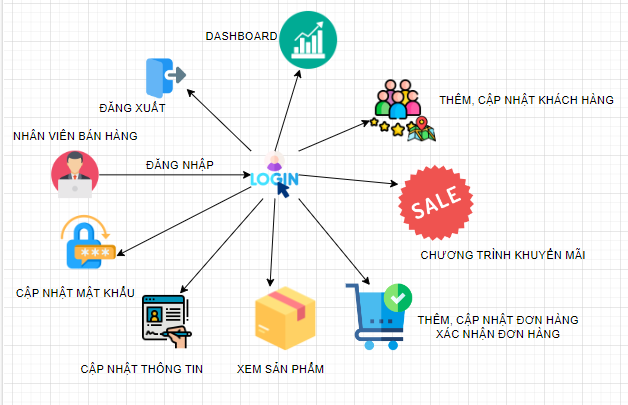 DASHBOARD
ĐĂNG XUẤT
THÊM, CẬP NHẬT KHÁCH HÀNG
NHÂN VIÊN BÁN HÀNG
ĐĂNG NHẬP
LOGIN
SALE
CHƯƠNG TRÌNH KHUYẾN MÃI
***
CẬP NHẬT MẬT KHẨU
THÊM, CẬP NHẬT ĐƠN HÀNG
XÁC NHẬN ĐƠN HÀNG
CẬP NHẬT THÔNG TIN
XEM SẢN PHẨM